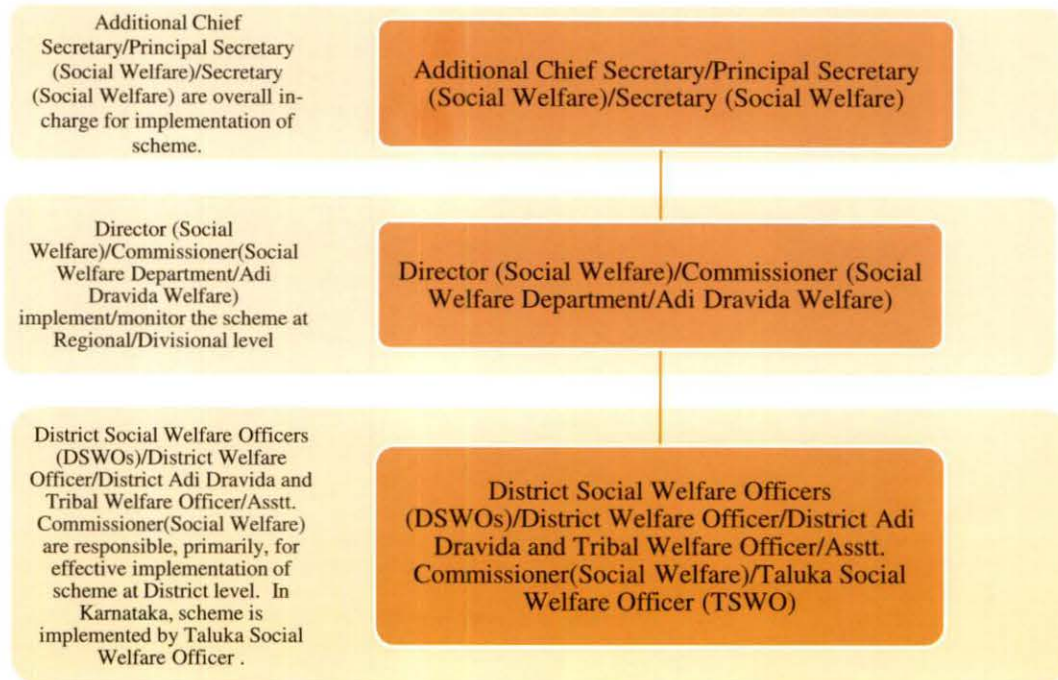 Additional Chief
Secretary/Principal Secretary
(Social Welfare)/Secretary
(Social Welfare) are overall in-
charge for implementation of
scheme.
Additional Chief Secretary/Principal Secretary
(Social Welfare)/Secretary (Social Welfare)
Director (Social
Welfare)/Commissioner(Social
Welfare Department/Adi
Dravida Welfare)
implement/monitor the scheme at
Regional/Divisional level
Director (Social Welfare)/Commissioner (Social
Welfare Department/Adi Dravida Welfare)
District Social Welfare Officers
(DSWOs)/District Welfare
Officer/District Adi Dravida and
Tribal Welfare Officer/Asstt.
Commissioner(Social Welfare)
are responsible, primarily, for
effective implementation of
scheme at District level. In
Karnataka, scheme is
implemented by Taluka Social
Welfare Officer .
District Social Welfare Officers
(DSWOs)/District Welfare Officer/District Adi
Dravida and Tribal Welfare Officer/Asstt.
Commissioner(Social Welfare)/Taluka Social
Welfare Officer (TSWO)